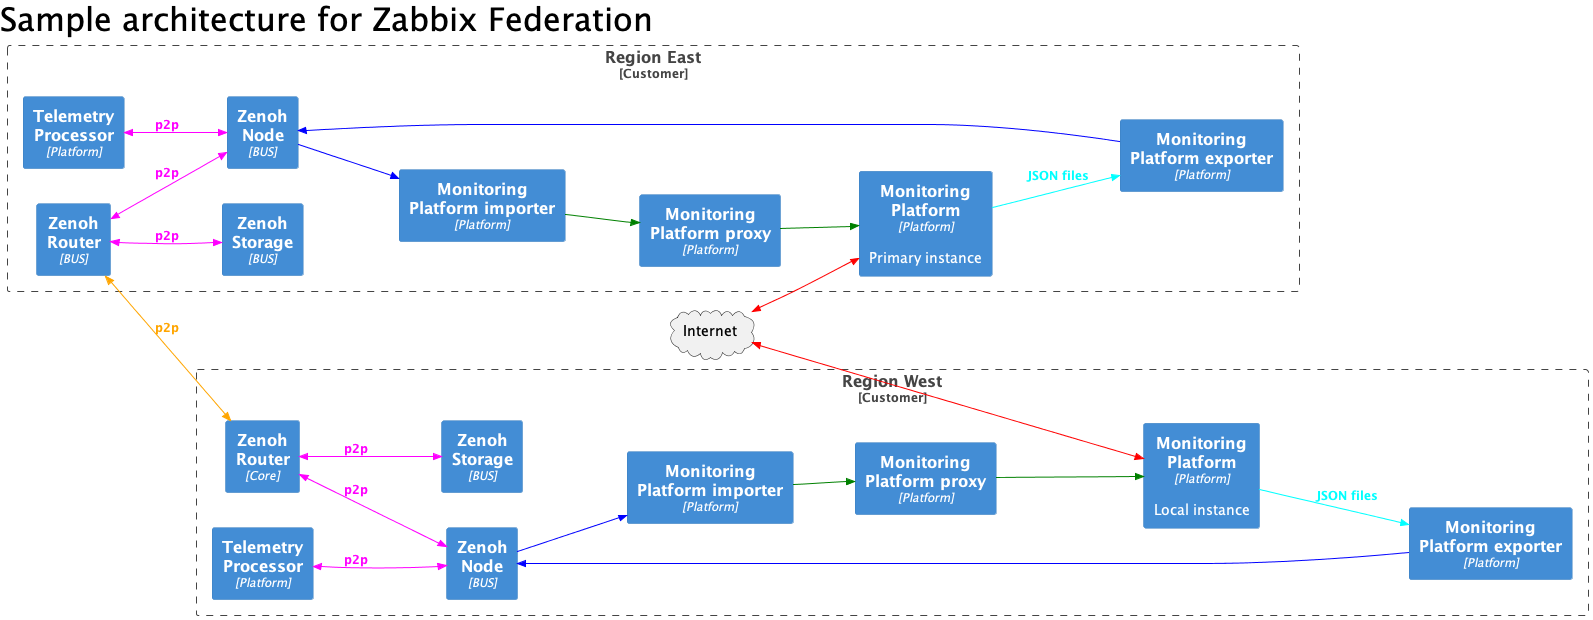 Sample architecture for Zabbix Federation
Region East
[Customer]
Telemetry
Processor
[Platform]
p2p
Zenoh
Node
[BUS]
p2p
Zenoh
Router
[BUS]
p2p
Zenoh
Storage
[BUS]
Monitoring
Platform importer
[Platform]
Monitoring
Platform proxy
[Platform]
Monitoring
Platform
[Platform]
Primary instance
JSON files
Monitoring
Platform exporter
[Platform]
p2p
Internet
Region West
[Customer]
Zenoh
Router
[Core]
p2p
Zenoh
Storage
[BUS]
p2p
Telemetry
Processor
[Platform]
p2p
Zenoh
Node
[BUS]
Monitoring
Platform importer
[Platform]
Monitoring
Platform proxy
[Platform]
Monitoring
Platform
[Platform]
Local instance
JSON files
Monitoring
Platform exporter
[Platform]